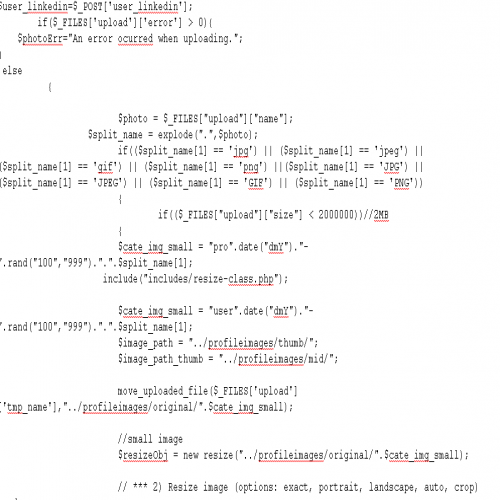 $user_linkedin=$_POST['user_linkedin'];
if($_FILES['upload']['error'] > 0){
$photoErr="An error ocurred when uploading.";
}
else
{
$photo = $_FILES["upload"]["name"];
$split_name = explode(".",$photo);
if(($split_name[1] == 'jpg') || ($split_name[1] == 'jpeg') ||
($split_name[1] == 'gif') || ($split_name[1] == 'png') ||($split_name[1] == 'JPG') ||
($split_name[1] == 'JPEG') || ($split_name[1] == 'GIF') || ($split_name[1] == 'PNG'))
{
if(($_FILES["upload"]["size"] < 2000000))//2MB
{
$cate_img_small = "pro".date("dmY")."-
".rand("100","999").".".$split_name[1];
include("includes/resize-class.php");
$cate_img_small = "user".date("dmY")."-
".rand("100","999").".".$split_name[1];
$image_path = "../profileimages/thumb/";
$image_path_thumb = "../profileimages/mid/";
move_uploaded_file($_FILES['upload']
['tmp_name'],"../profileimages/original/".$cate_img_small);
//small image
$resizeObj = new resize("../profileimages/original/".$cate_img_small);
// *** 2) Resize image (options: exact, portrait, landscape, auto, crop)